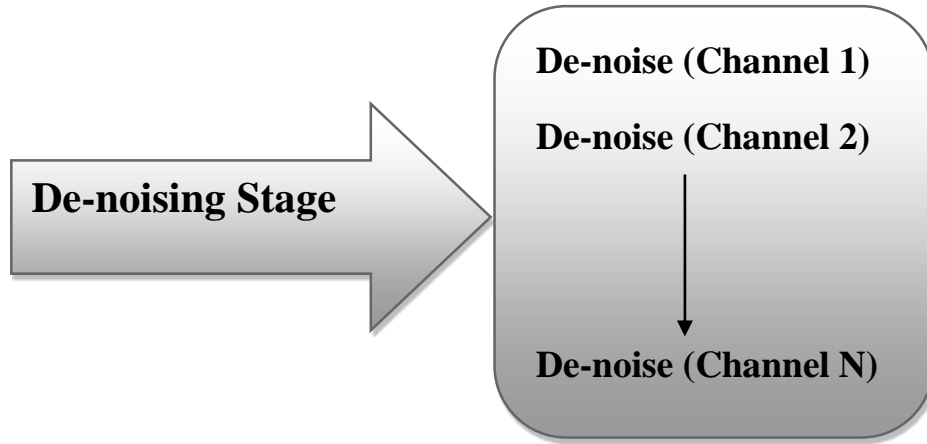 De-noising Stage
De-noise (Channel 1)
De-noise (Channel 2)
De-noise (Channel N)